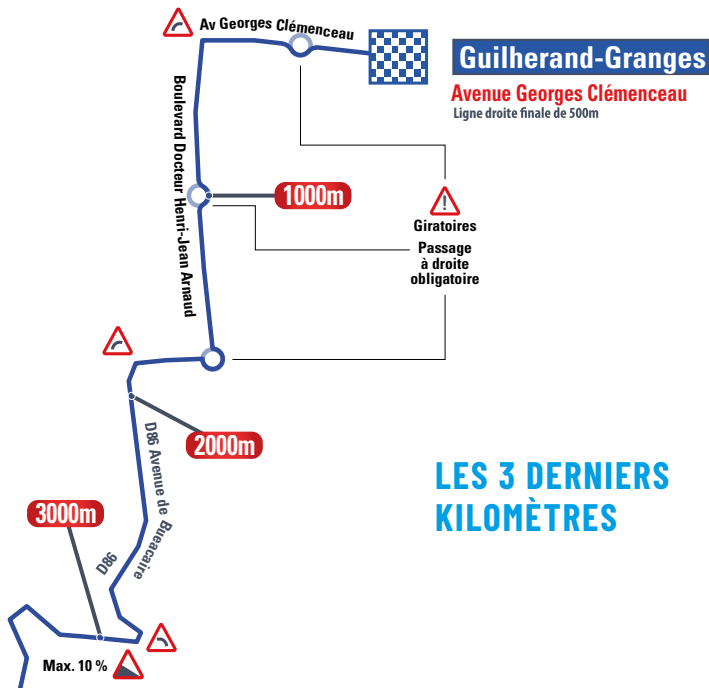 Av Georges Clémenceau
Guilherand-Granges
Avenue Georges Clémenceau
Ligne droite finale de 500m
Boulevard Docteur Henri-Jean Arnaud
1000m
!
Giratoires
Passage
à droite
obligatoire
2000m
D86 Avenue de Bueacaire
LES 3 DERNIERS
KILOMÈTRES
3000m
D86
Max. 10 %